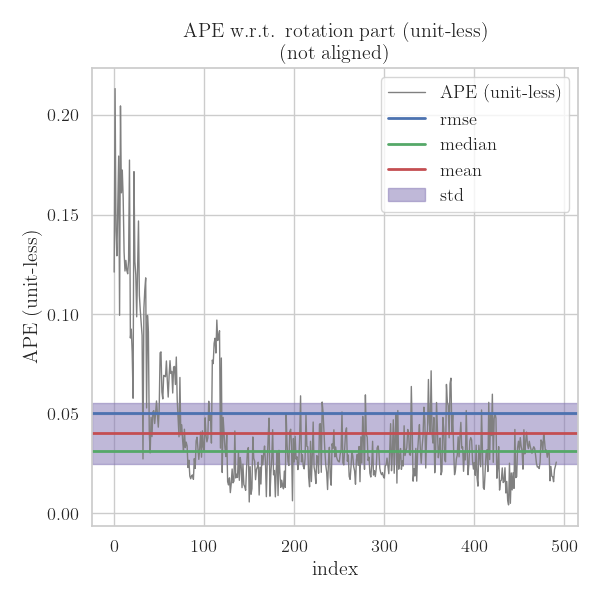 APE w.r.t. rotation part (unit-less)
(not aligned)
APE (unit-less)
rmse
median
mean
std
APE (unit-less)
0.20
0.15
0.10
0.05
0.00
0 100 200 300 400 500
index